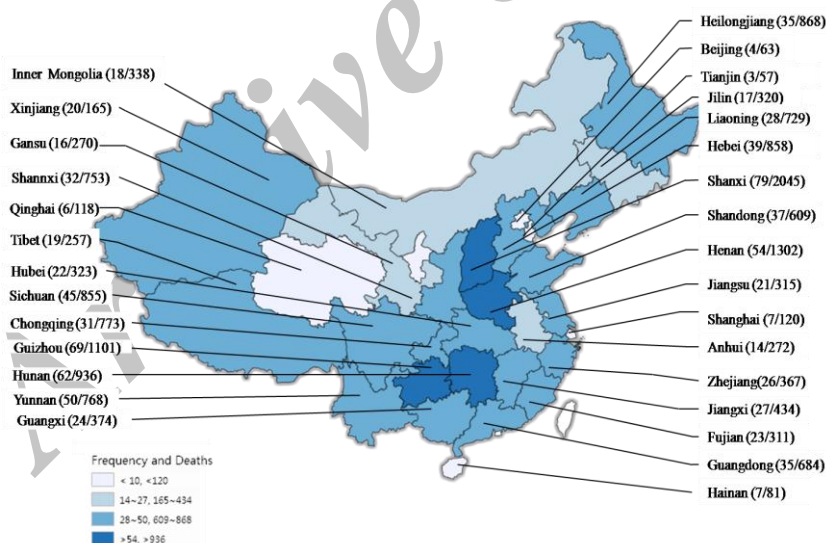 Inner Mongolia (18/338)
Xinjiang (20/165)
Gansu (16/270)
Shannxi (32/753)
Qinghai (6/118)
Tibet (19/257)
Hubei (22/323)
Sichuan (45/855)
Chongqing (31/773)
Guizhou (69/1101)
Hunan (62/936)
Yunnan (50/768)
Guangxi (24/374)
Heilongjiang (35/868)
Beijing (4/63)
Tianjin (3/57)
Jilin (17/320)
Liaoning (28/729)
Hebei (39/858)
Shanxi (79/2045)
Shandong (37/609)
Henan (54/1302)
Jiangsu (21/315)
Shanghai (7/120)
Anhui (14/272)
Zhejiang(26/367)
Jiangxi (27/434)
Fujian (23/311)
Guangdong (35/684)
Hainan (7/81)
Frequency and Deaths
< 10, <120
14~27, 165~434
28~50, 609~868
>54, >936